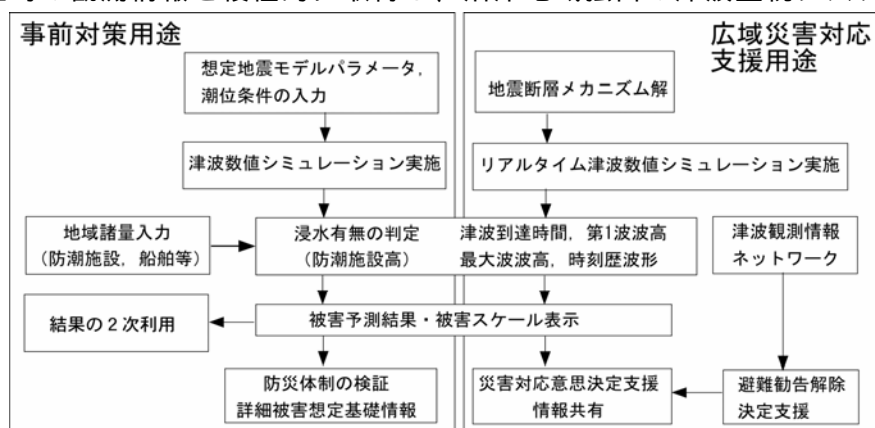 事前対策用途
広域災害対応
支援用途
想定地震モデルパラメータ,
潮位条件の入力
地震断層メカニズム解
津波数値シミュレーション実施
リアルタイム津波数値シミュレーション実施
地域諸量入力
(防潮施設, 船舶等)
浸水有無の判定
(防潮施設高)
津波到達時間, 第1波波高
最大波波高, 時刻歴波形
津波観測情報
ネットワーク
結果の2次利用
被害予測結果・被害スケール表示
防災体制の検証
詳細被害想定基礎情報
災害対応意思決定支援
情報共有
避難勧告解除
決定支援